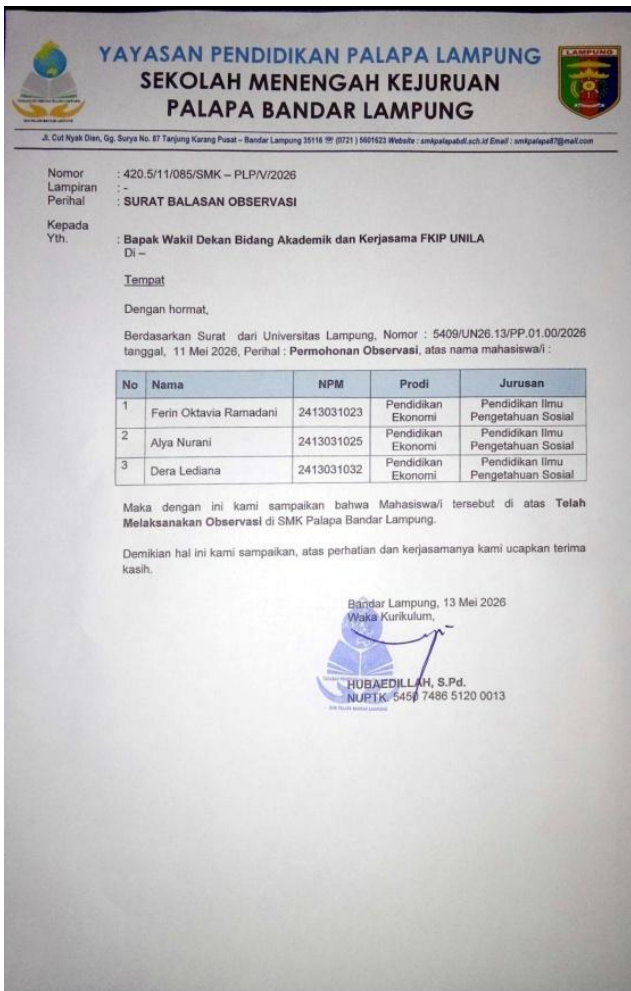 YAYASAN PENDIDIKAN PALAPA LAMPUNG
SEKOLAH MENENGAH KEJURUAN
PALAPA BANDAR LAMPUNG
LAMPUNG
Jl. Cut Nyak Dien, Gg. Surya No. 87 Tanjung Karang Pusat – Bandar Lampung 35116 ☏ (0721 ) 5601623 Website : smkpalapabdl.sch.id Email : smkpalapa87@mail.com
Nomor : 420.5/11/085/SMK – PLP/V/2026
Lampiran : -
Perihal : SURAT BALASAN OBSERVASI
Kepada
Yth. : Bapak Wakil Dekan Bidang Akademik dan Kerjasama FKIP UNILA
Di –
Tempat
Dengan hormat,
Berdasarkan Surat dari Universitas Lampung, Nomor : 5409/UN26.13/PP.01.00/2026
tanggal, 11 Mei 2026, Perihal : Permohonan Observasi, atas nama mahasiswa/i :
No Nama NPM Prodi Jurusan
1 Ferin Oktavia Ramadani 2413031023 Pendidikan Ekonomi Pendidikan Ilmu Pengetahuan Sosial
2 Alya Nurani 2413031025 Pendidikan Ekonomi Pendidikan Ilmu Pengetahuan Sosial
3 Dera Lediana 2413031032 Pendidikan Ekonomi Pendidikan Ilmu Pengetahuan Sosial
Maka dengan ini kami sampaikan bahwa Mahasiswa/i tersebut di atas Telah
Melaksanakan Observasi di SMK Palapa Bandar Lampung.
Demikian hal ini kami sampaikan, atas perhatian dan kerjasamanya kami ucapkan terima
kasih.
Bandar Lampung, 13 Mei 2026
Waka Kurikulum,
HUBAEDILLAH, S.Pd.
NUPTK. 5450 7486 5120 0013
SMK PALAPA BANDAR LAMPUNG